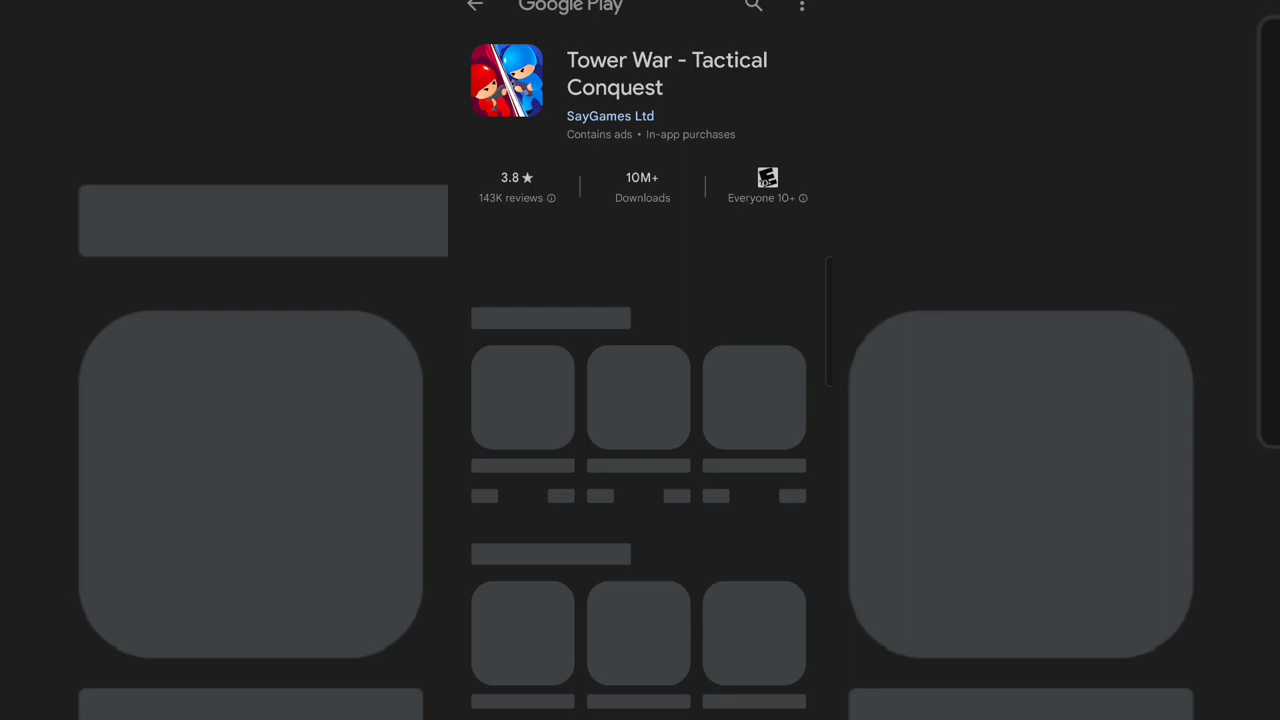 Google Play
Tower War - Tactical
Conquest
SayGames Ltd
Contains ads • In-app purchases
3.8★
10M+
143K reviews
Downloads
Everyone 10+